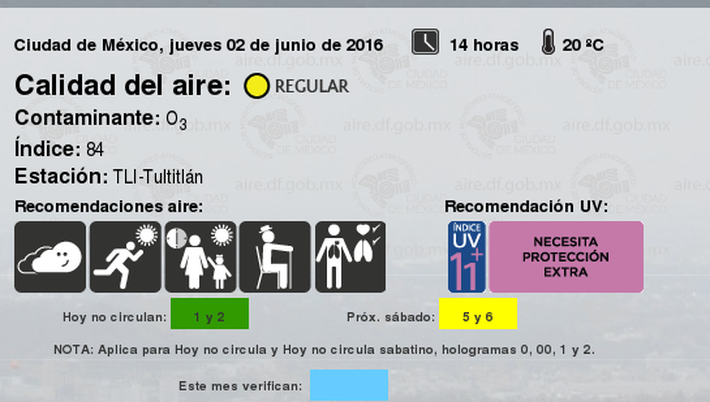 Ciudad de México, jueves 02 de junio de 2016 14 horas 20 ºC
Calidad del aire: REGULAR
Contaminante: O3
Índice: 84
Estación: TLI-Tultitlán
Recomendaciones aire: Recomendación UV:
ÍNDICE
UV
11+
NECESITA
PROTECCIÓN
EXTRA
Hoy no circulan: 1 y 2 Próx. sábado: 5 y 6
NOTA: Aplica para Hoy no circula y Hoy no circula sabatino, hologramas 0, 00, 1 y 2.
Este mes verifican:
aire.df.gob.mx
CIUDAD
DE MÉXICO